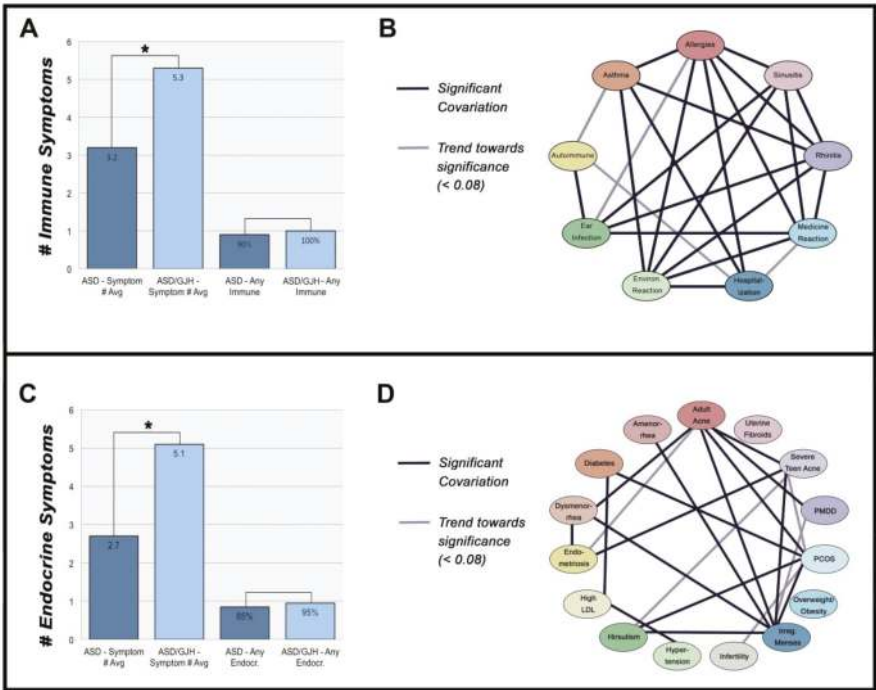 A
# Immune Symptoms
6
5
4
3
2
1
0
*
3.2
5.3
90%
100%
ASD - Symptom
# Avg
ASD/GJH -
Symptom # Avg
ASD - Any
Immune
ASD/GJH - Any
Immune
B
Significant
Covariation
Trend towards
significance
(< 0.08)
Allergies
Asthma
Sinusitis
Autoimmune
Rhinitis
Ear
Infection
Medicine
Reaction
Environ.
Reaction
Hospital-
ization
C
# Endocrine Symptoms
6
5
4
3
2
1
0
*
2.7
5.1
85%
95%
ASD - Symptom
# Avg
ASD/GJH -
Symptom # Avg
ASD - Any
Endocr.
ASD/GJH - Any
Endocr.
D
Significant
Covariation
Trend towards
significance
(< 0.08)
Adult
Acne
Amenor-
rhea
Uterine
Fibroids
Diabetes
Severe
Teen Acne
Dysmenor-
rhea
PMDD
Endo-
metriosis
PCOS
High
LDL
Overweight/
Obesity
Hirsutism
Irreg.
Menses
Hyper-
tension
Infertility